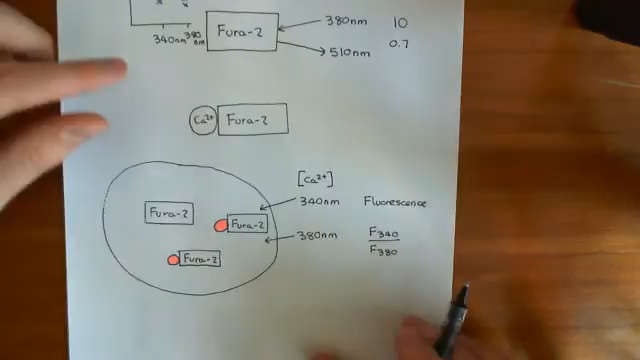 340nm 380nm
Fura-2
380nm
510nm
10
0.7
Ca²⁺ Fura-2
[Ca²⁺]
340nm Fluorescence
Fura-2
Fura-2
380nm
F340
F380
Fura-2